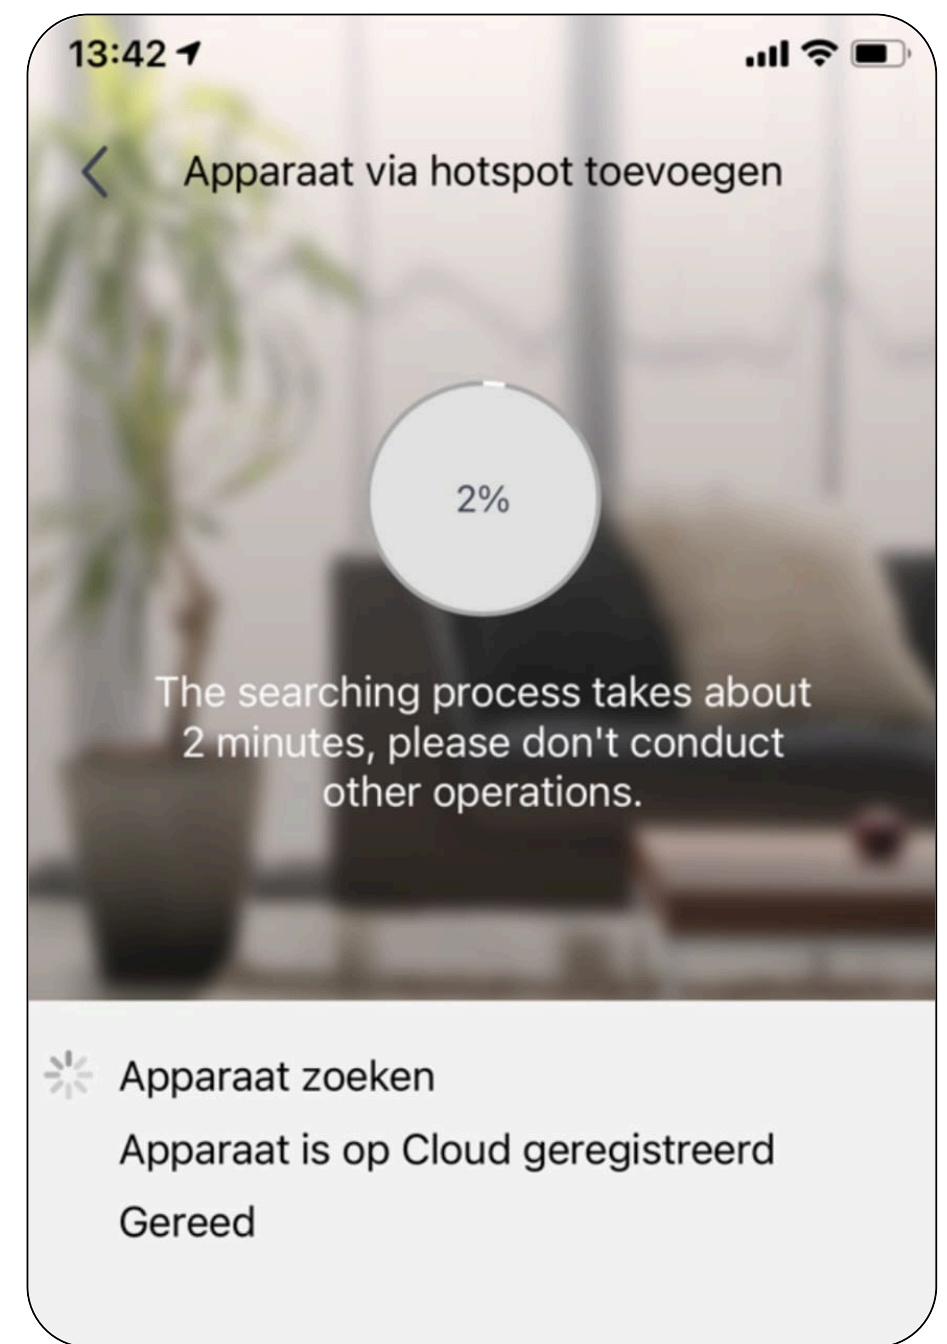 13:42
Apparaat via hotspot toevoegen
2%
The searching process takes about
2 minutes, please don't conduct
other operations.
Apparaat zoeken
Apparaat is op Cloud geregistreerd
Gereed